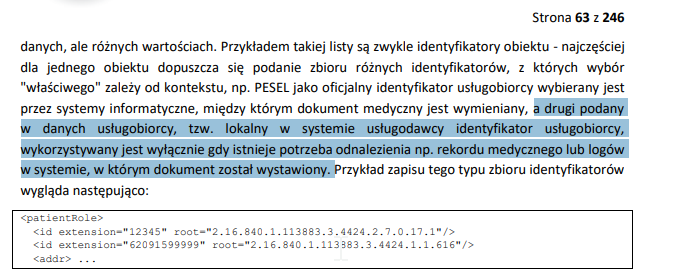 Strona 63 z 246
danych, ale różnych wartościach. Przykładem takiej listy są zwykle identyfikatory obiektu - najczęściej
dla jednego obiektu dopuszcza się podanie zbioru różnych identyfikatorów, z których wybór
"właściwego" zależy od kontekstu, np. PESEL jako oficjalny identyfikator usługobiorcy wybierany jest
przez systemy informatyczne, między którym dokument medyczny jest wymieniany, a drugi podany
w danych usługobiorcy, tzw. lokalny w systemie usługodawcy identyfikator usługobiorcy,
wykorzystywany jest wyłącznie gdy istnieje potrzeba odnalezienia np. rekordu medycznego lub logów
w systemie, w którym dokument został wystawiony. Przykład zapisu tego typu zbioru identyfikatorów
wygląda następująco:
<patientRole>
<id extension="12345" root="2.16.840.1.113883.3.4424.2.7.0.17.1"/>
<id extension="62091599999" root="2.16.840.1.113883.3.4424.1.1.616"/>
<addr> ...